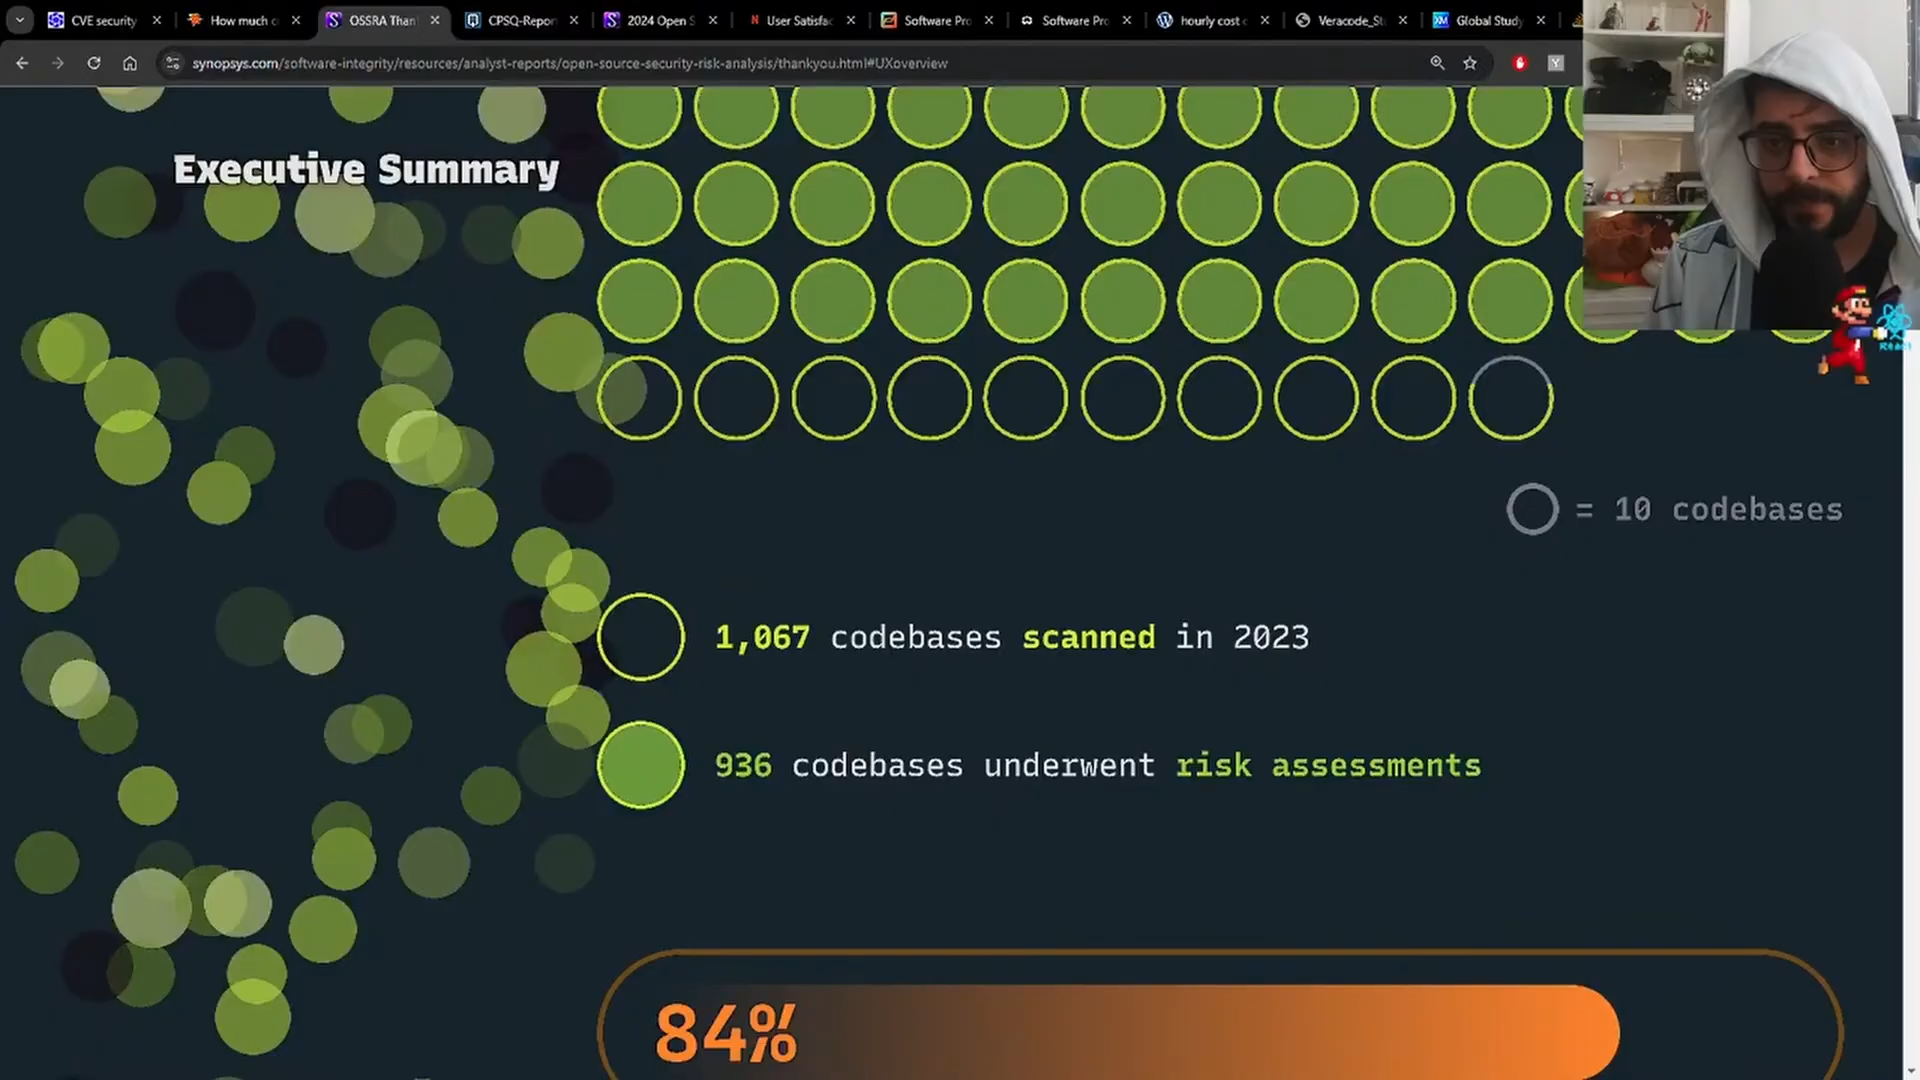 CVE security
How much
OSSRA Than
CPSQ-Repor
2024 Open S
User Satisfac
Software Pro
Software Pro
hourly cost
Veracode_St
Global Study
synopsys.com/software-integrity/resources/analyst-reports/open-source-security-risk-analysis/thankyou.html#UXoverview
Executive Summary
= 10 codebases
1,067 codebases scanned in 2023
936 codebases underwent risk assessments
84%
React